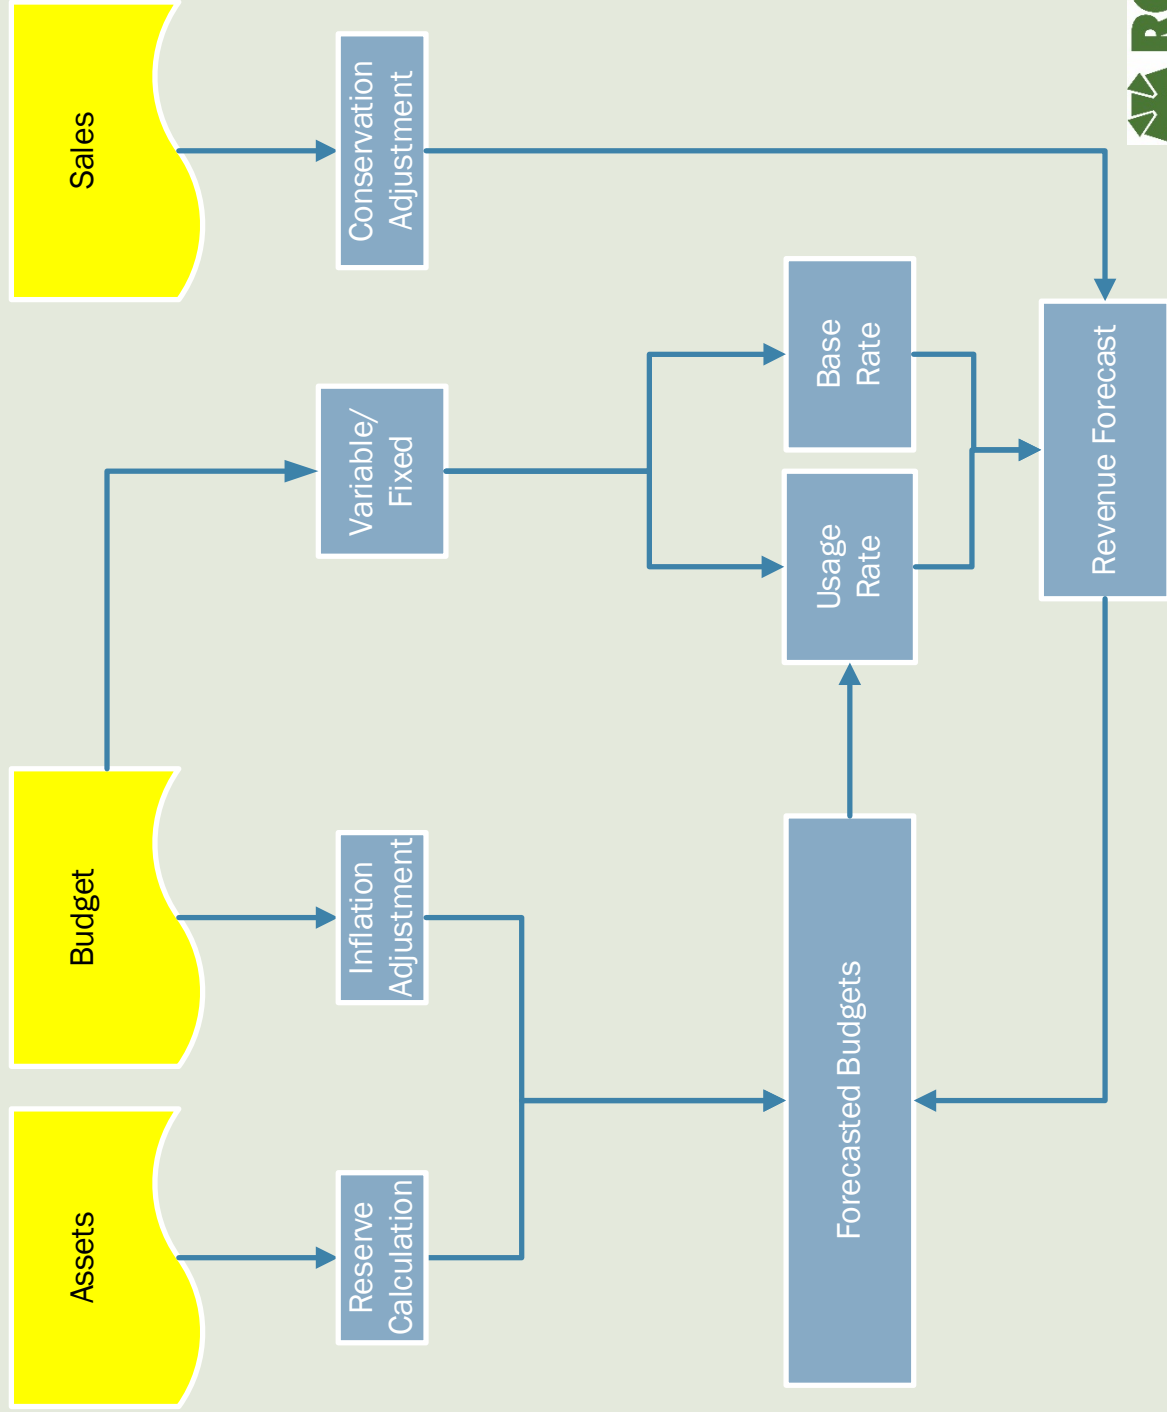 Assets
Budget
Sales
Reserve
Calculation
Inflation
Adjustment
Variable/
Fixed
Conservation
Adjustment
Forecasted Budgets
Usage
Rate
Base
Rate
Revenue Forecast